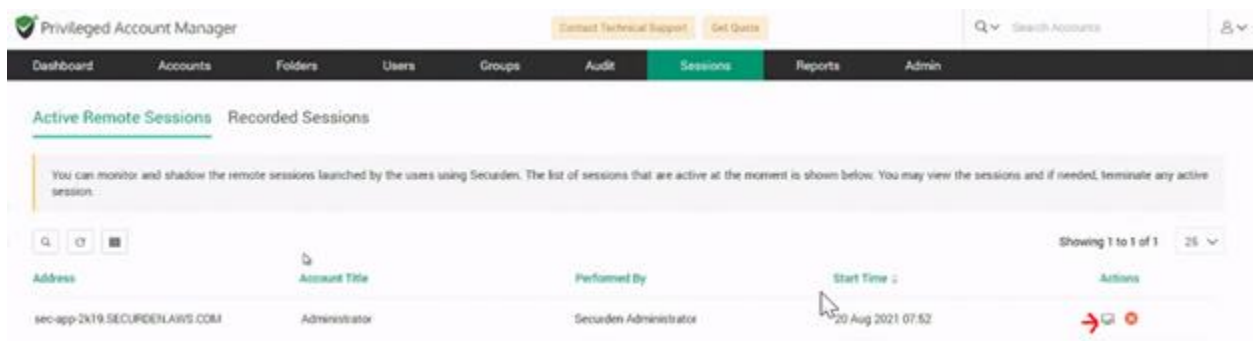 Privileged Account Manager Contact Technical Support Get Quote Search Accounts
Dashboard Accounts Folders Users Groups Audit Sessions Reports Admin
Active Remote Sessions Recorded Sessions
You can monitor and shadow the remote sessions launched by the users using Securden. The list of sessions that are active at the moment is shown below. You may view the sessions and if needed, terminate any active
session.
Showing 1 to 1 of 1 25
Address Account Title Performed By Start Time Actions
sec-app-2k19.SECURDEN.AWS.COM Administrator Securden Administrator 20 Aug 2021 07:52